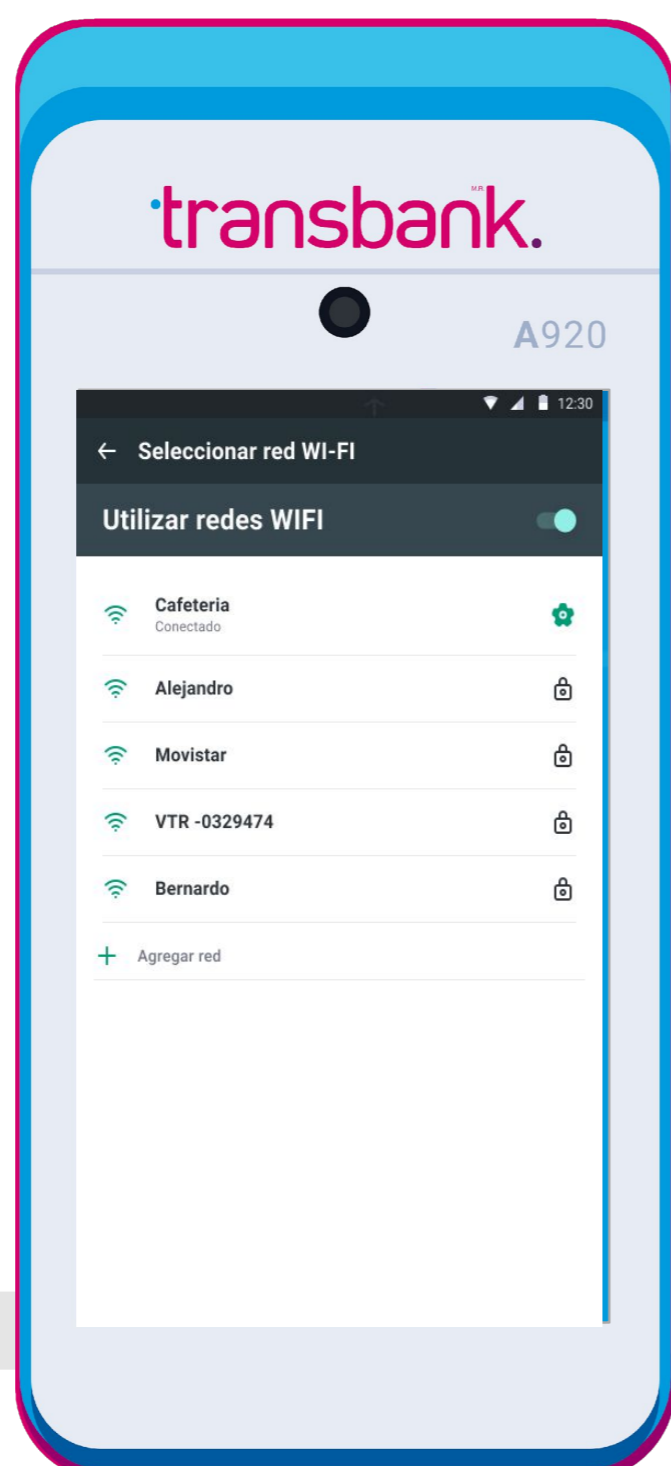 transbank.
M.R.
A920
12:30
Seleccionar red WI-FI
Utilizar redes WIFI
Cafeteria
Conectado
Alejandro
Movistar
VTR -0329474
Bernardo
Agregar red